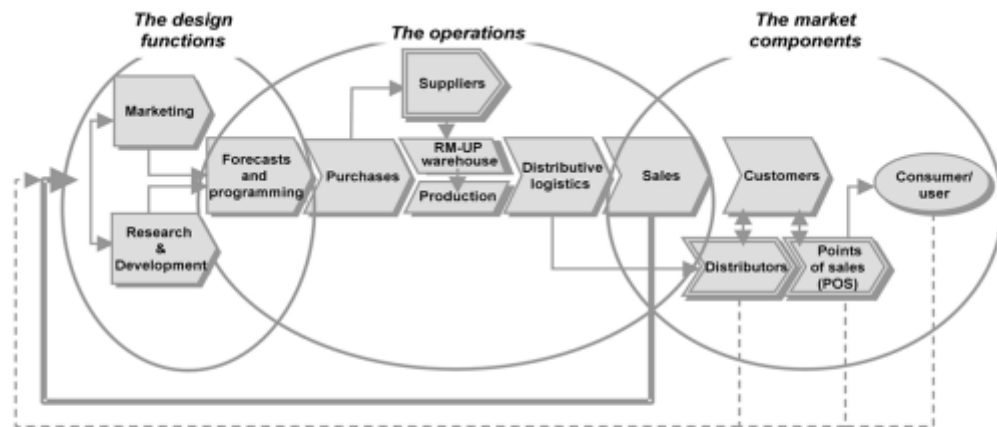 The design
functions
The operations
The market
components
Suppliers
Marketing
RM-UP
warehouse
Forecasts
and
programming
Purchases
Production
Distributive
logistics
Sales
Customers
Consumer/
user
Research
&
Development
Distributors
Points
of sales
(POS)